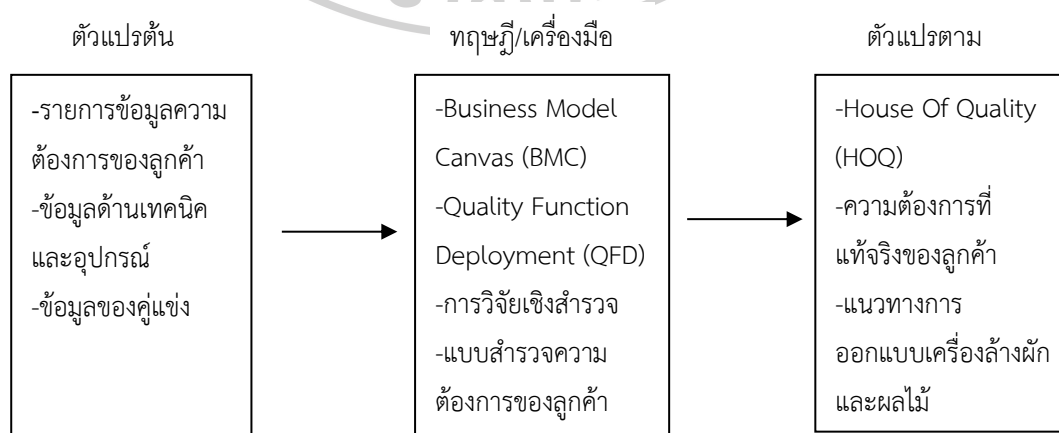 ตัวแปรต้น
ทฤษฎี/เครื่องมือ
ตัวแปรตาม
-รายการข้อมูลความ
ต้องการของลูกค้า
-ข้อมูลด้านเทคนิค
และอุปกรณ์
-ข้อมูลของคู่แข่ง
-Business Model
Canvas (BMC)
-Quality Function
Deployment (QFD)
-การวิจัยเชิงสำรวจ
-แบบสำรวจความ
ต้องการของลูกค้า
-House Of Quality
(HOQ)
-ความต้องการที่
แท้จริงของลูกค้า
-แนวทางการ
ออกแบบเครื่องล้างผัก
และผลไม้